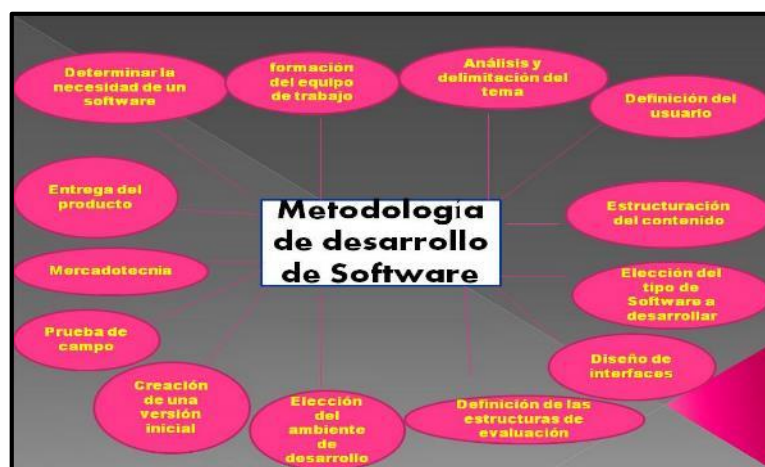 Determinar la
necesidad de un
software
formación
del equipo
de trabajo
Análisis y
delimitación del
tema
Definición del
usuario
Estructuración
del contenido
Elección del
tipo de
Software a
desarrollar
Diseño de
interfaces
Definición de las
estructuras de
evaluación
Elección
del
ambiente de
desarrollo
Creación
de una
versión
inicial
Prueba de
campo
Mercadotecnia
Entrega del
producto
Metodología
de desarrollo
de Software